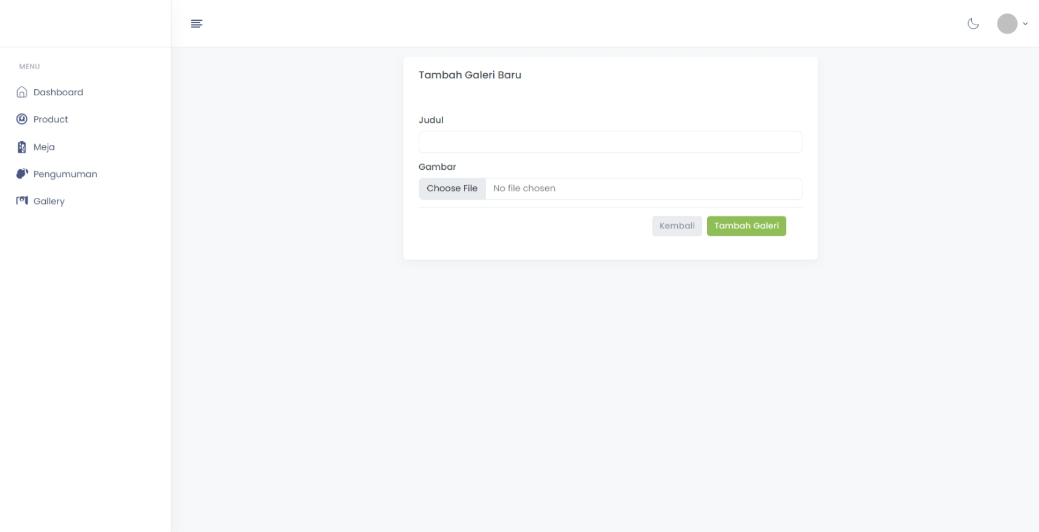 MENU
Dashboard
Product
Meja
Pengumuman
Gallery
Tambah Galeri Baru
Judul
Gambar
Choose File No file chosen
Kembali Tambah Galeri